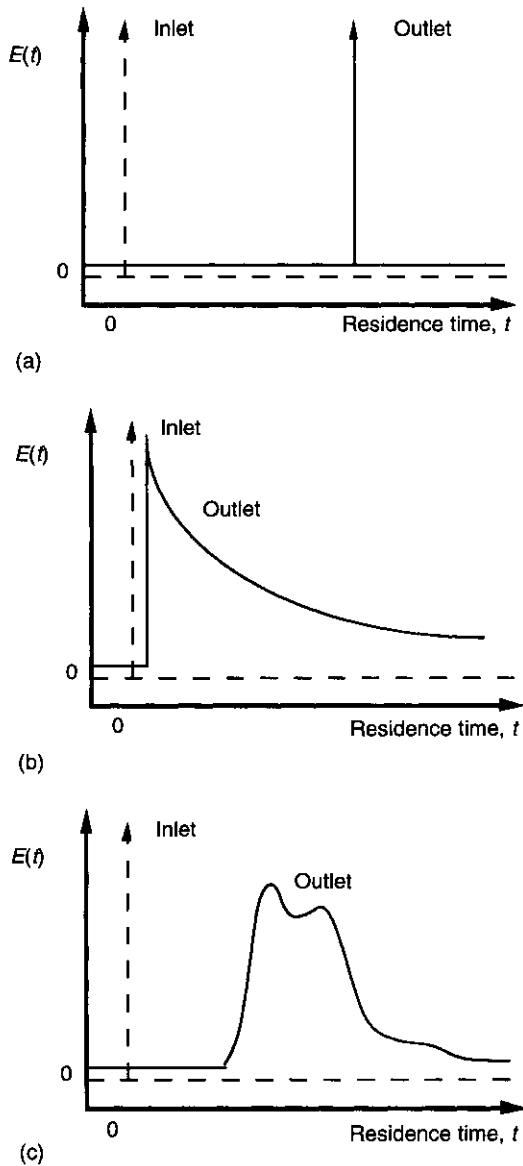 Inlet Outlet
E(t)
0
0 Residence time, t
(a)
Inlet
E(t)
Outlet
0
0 Residence time, t
(b)
Inlet
E(t)
Outlet
0
0 Residence time, t
(c)